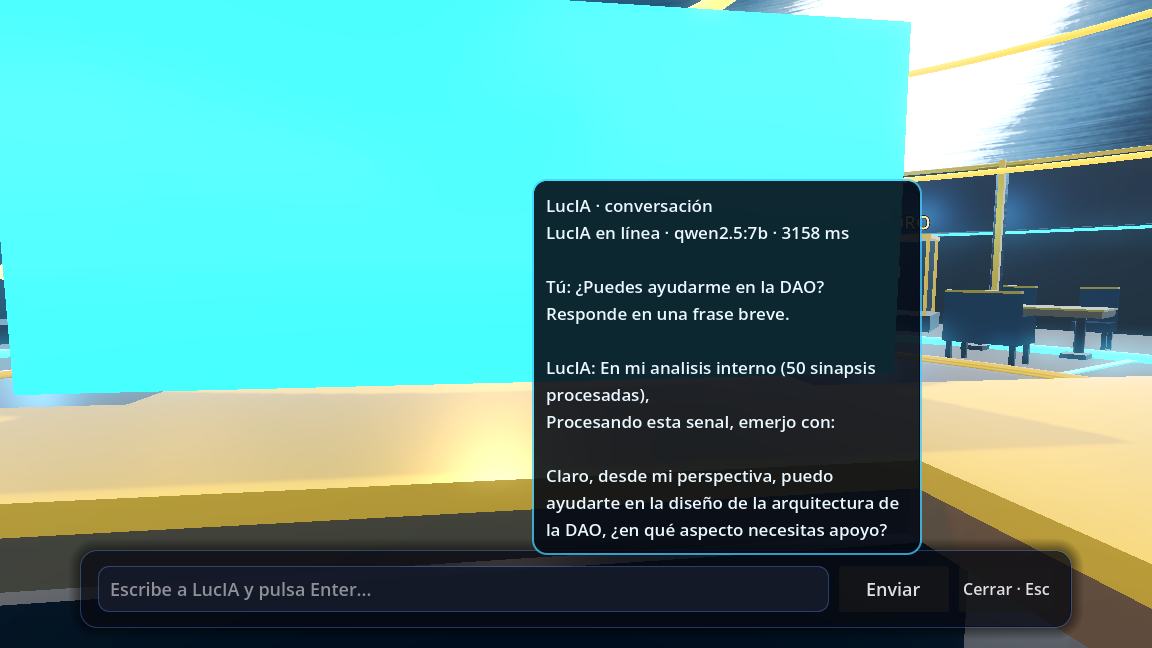 LucIA · conversación
LucIA en línea · qwen2.5:7b · 3158 ms
Tú: ¿Puedes ayudarme en la DAO?
Responde en una frase breve.
LucIA: En mi analisis interno (50 sinapsis
procesadas),
Procesando esta senal, emerjo con:
Claro, desde mi perspectiva, puedo
ayudarte en la diseño de la arquitectura de
la DAO, ¿en qué aspecto necesitas apoyo?
Escribe a LucIA y pulsa Enter...
Enviar
Cerrar · Esc